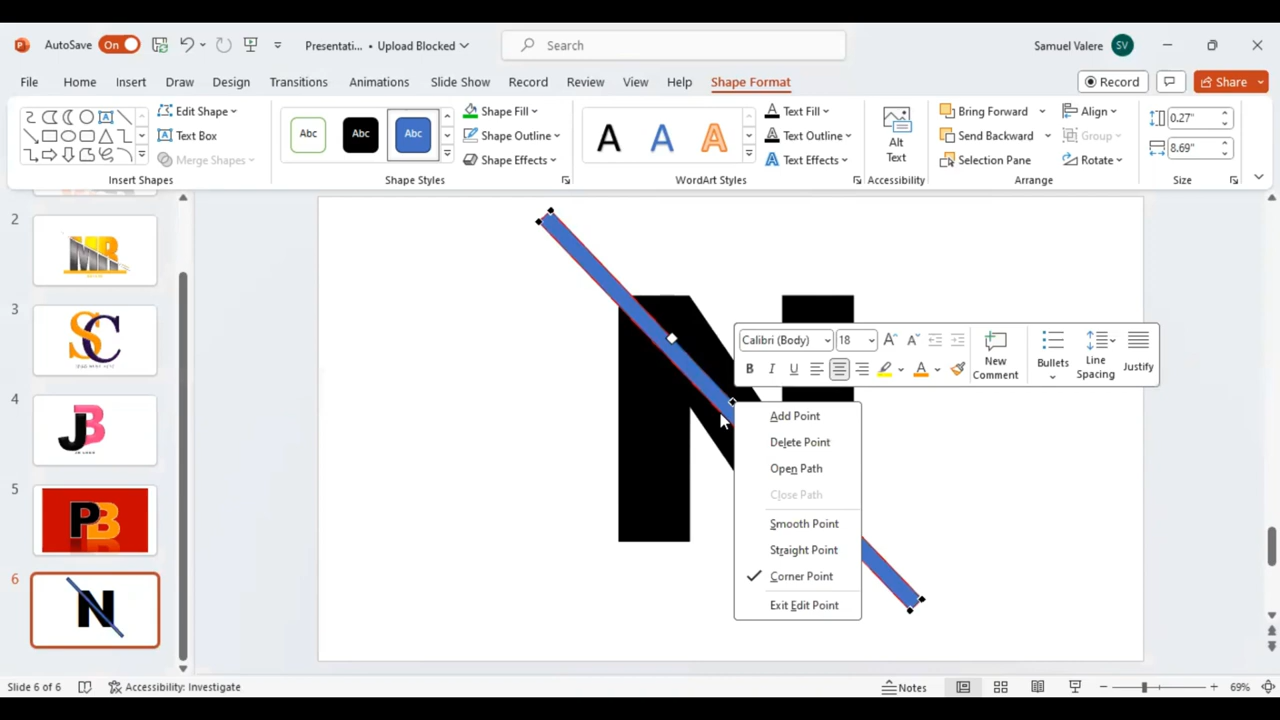 AutoSave On Presentati... • Upload Blocked Search Samuel Valere SV
File Home Insert Draw Design Transitions Animations Slide Show Record Review View Help Shape Format Record Share
Edit Shape
Text Box
Merge Shapes
Insert Shapes
Abc Abc Abc
Shape Fill
Shape Outline
Shape Effects
Shape Styles
A A A
Text Fill
Text Outline
Text Effects
WordArt Styles
Alt
Text
Accessibility
Bring Forward
Send Backward
Selection Pane
Align
Group
Rotate
Arrange
0.27"
8.69"
Size
2
MR
3
SC
4
JB
5
PB
6
N
N
Calibri (Body) 18
B I U
New
Comment
Bullets
Line
Spacing
Justify
Add Point
Delete Point
Open Path
Close Path
Smooth Point
Straight Point
Corner Point
Exit Edit Point
Slide 6 of 6 Accessibility: Investigate Notes 69%